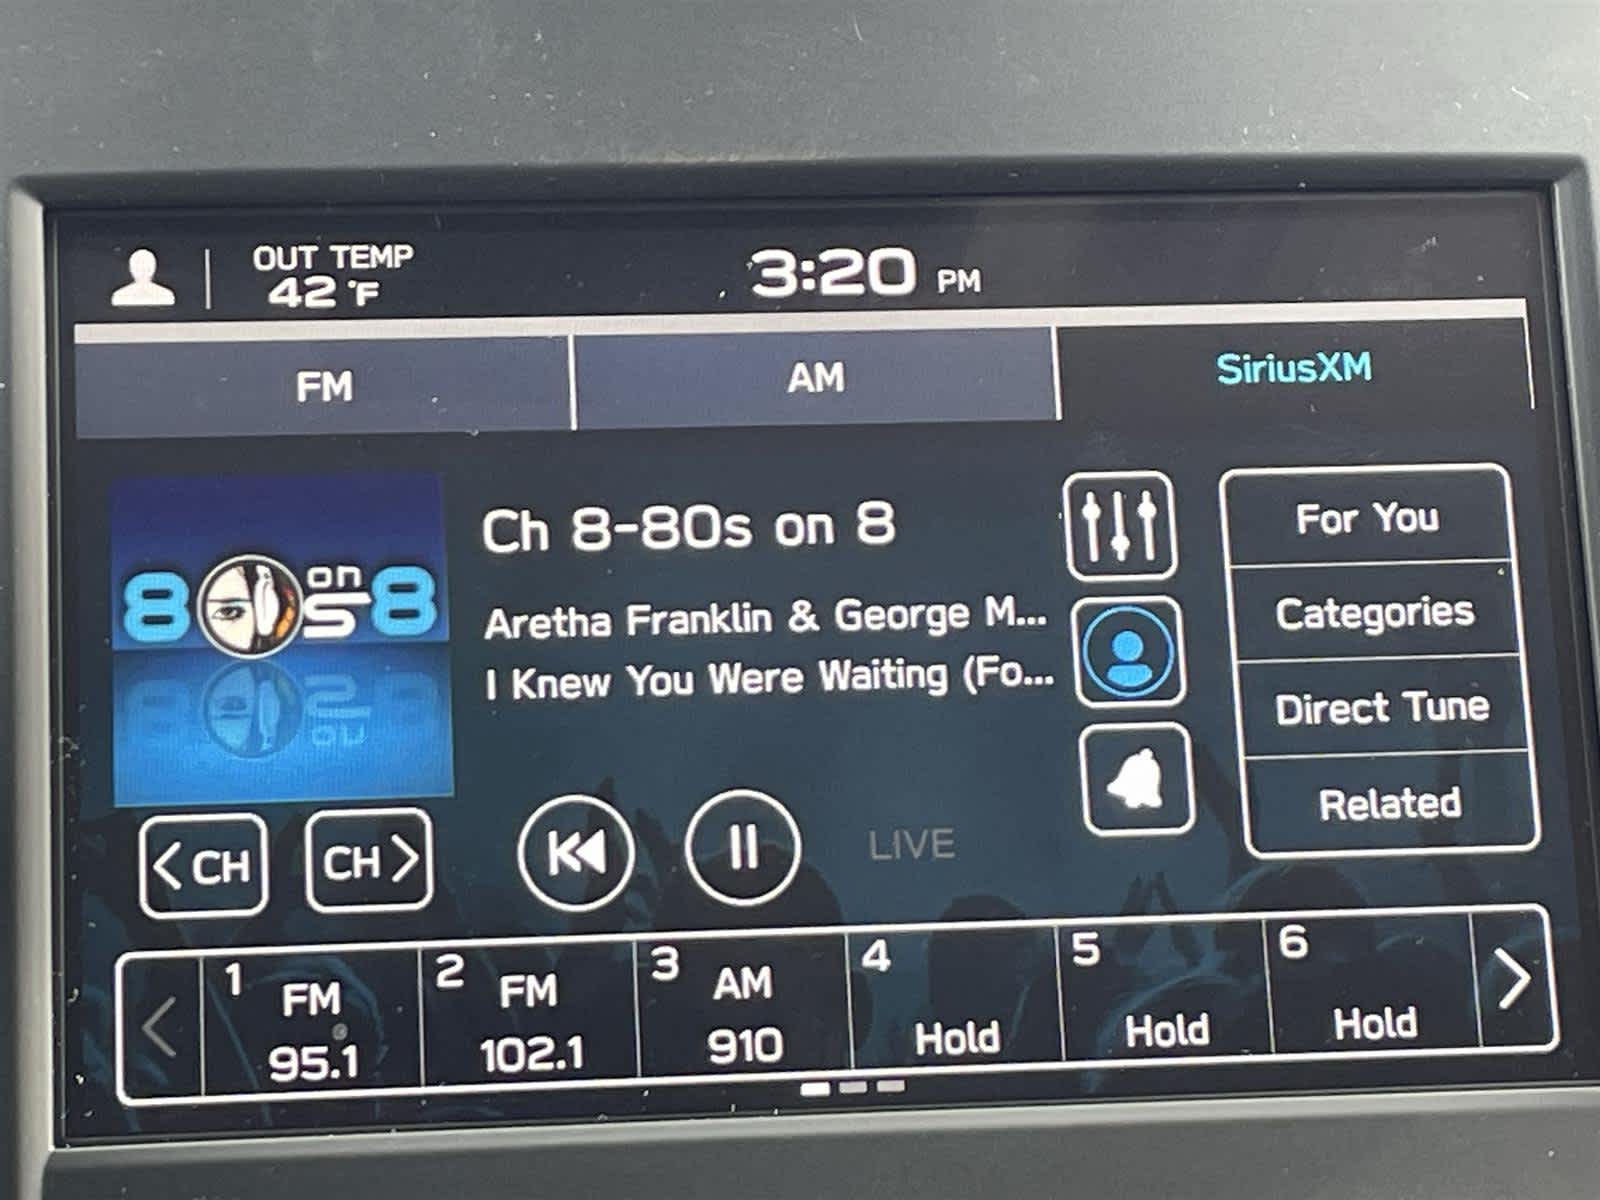 OUT TEMP
42°F
3:20 PM
FM
AM
SiriusXM
80s on 8
Ch 8-80s on 8
Aretha Franklin & George M...
I Knew You Were Waiting (Fo...
For You
Categories
Direct Tune
Related
<CH
CH>
LIVE
1 FM 95.1
2 FM 102.1
3 AM 910
4 Hold
5 Hold
6 Hold